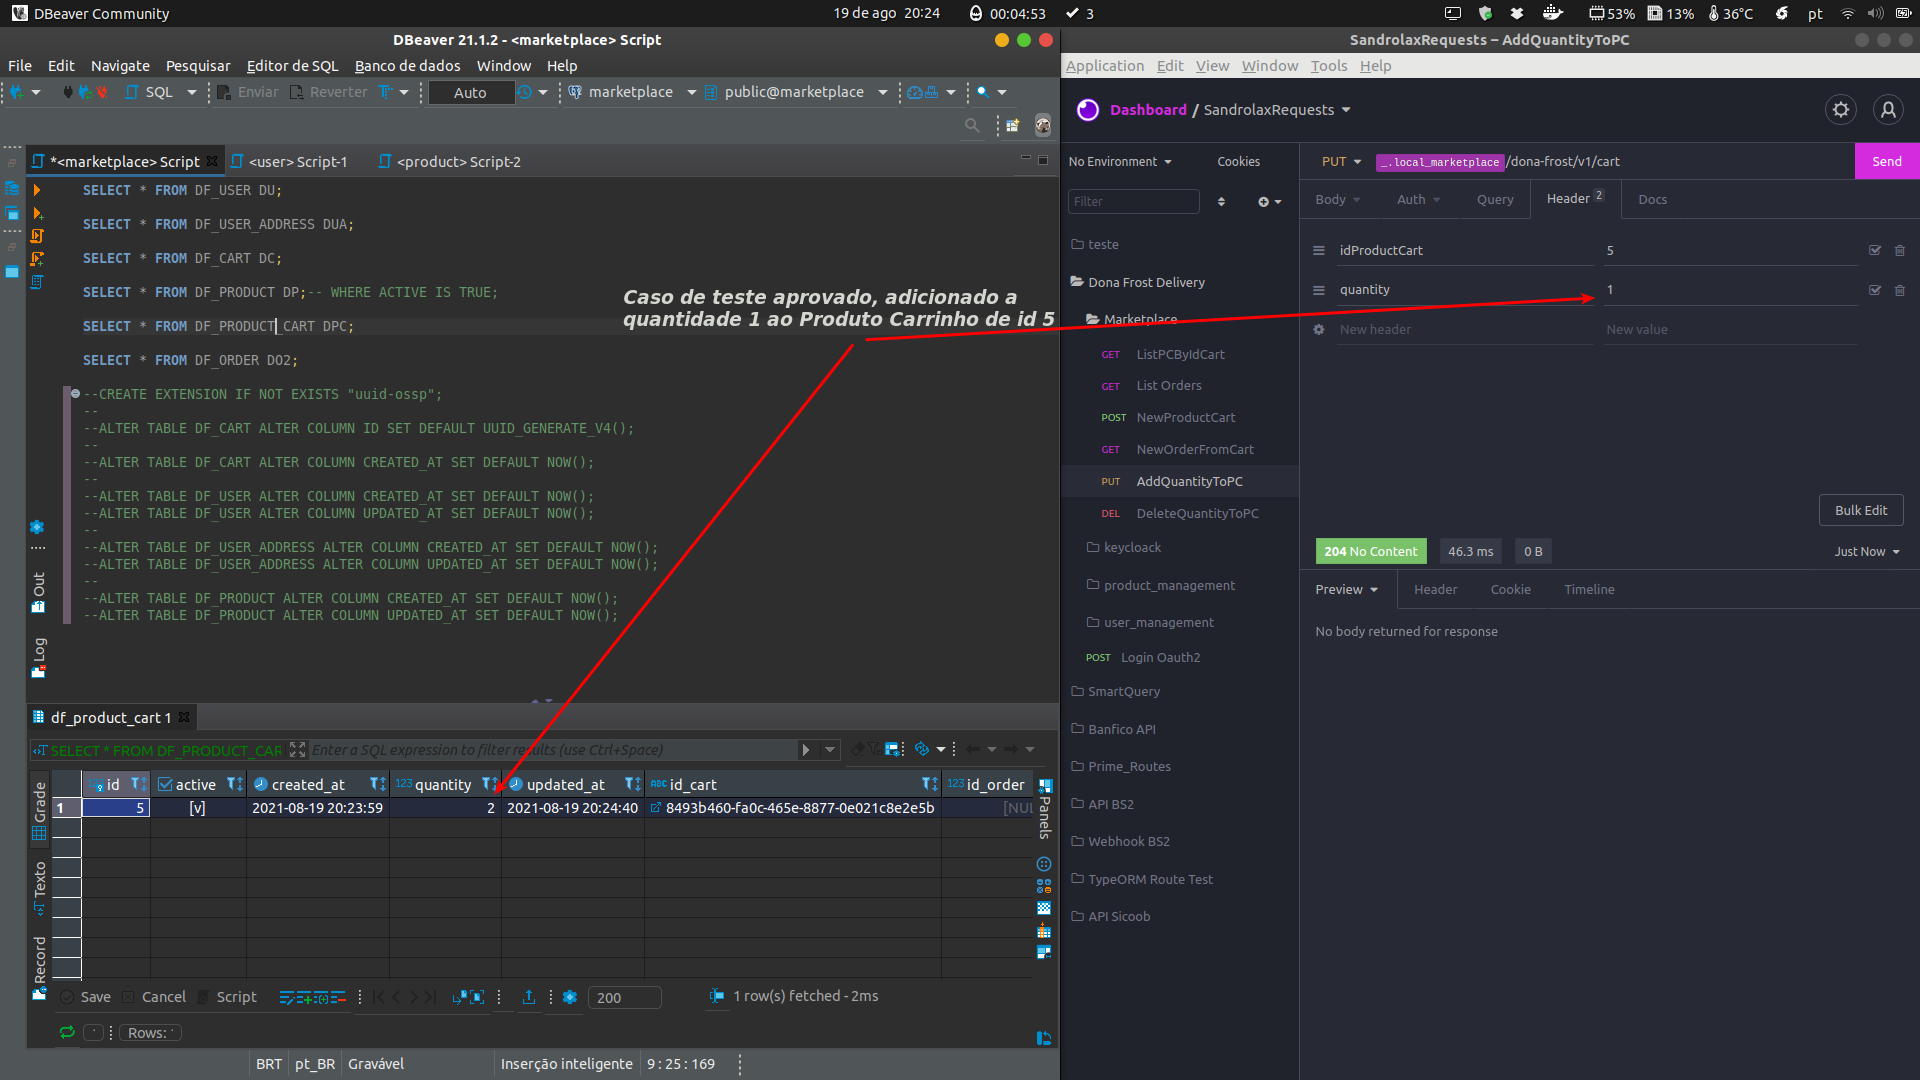 DBeaver Community
19 de ago  20:24
00:04:53
3
53%
13%
36°C
pt
DBeaver 21.1.2 - <marketplace> Script
File Edit Navigate Pesquisar Editor de SQL Banco de dados Window Help
SQL Enviar Reverter Auto marketplace public@marketplace
*<marketplace> Script
<user> Script-1
<product> Script-2
SELECT * FROM DF_USER DU;
SELECT * FROM DF_USER_ADDRESS DUA;
SELECT * FROM DF_CART DC;
SELECT * FROM DF_PRODUCT DP;-- WHERE ACTIVE IS TRUE;
SELECT * FROM DF_PRODUCT_CART DPC;
SELECT * FROM DF_ORDER DO2;
--CREATE EXTENSION IF NOT EXISTS "uuid-ossp";
--
--ALTER TABLE DF_CART ALTER COLUMN ID SET DEFAULT UUID_GENERATE_V4();
--
--ALTER TABLE DF_CART ALTER COLUMN CREATED_AT SET DEFAULT NOW();
--
--ALTER TABLE DF_USER ALTER COLUMN CREATED_AT SET DEFAULT NOW();
--ALTER TABLE DF_USER ALTER COLUMN UPDATED_AT SET DEFAULT NOW();
--
--ALTER TABLE DF_USER_ADDRESS ALTER COLUMN CREATED_AT SET DEFAULT NOW();
--ALTER TABLE DF_USER_ADDRESS ALTER COLUMN UPDATED_AT SET DEFAULT NOW();
--
--ALTER TABLE DF_PRODUCT ALTER COLUMN CREATED_AT SET DEFAULT NOW();
--ALTER TABLE DF_PRODUCT ALTER COLUMN UPDATED_AT SET DEFAULT NOW();
Caso de teste aprovado, adicionado a
quantidade 1 ao Produto Carrinho de id 5
Out
Log
df_product_cart 1
SELECT * FROM DF_PRODUCT_CAR
Enter a SQL expression to filter results (use Ctrl+Space)
Grade
Texto
Record
id active created_at 123 quantity updated_at ABC id_cart 123 id_order
1 5 [v] 2021-08-19 20:23:59 2 2021-08-19 20:24:40 8493b460-fa0c-465e-8877-0e021c8e2e5b [NUL
Panels
Save Cancel Script 200 1 row(s) fetched - 2ms
Rows:
BRT pt_BR Gravável Inserção inteligente 9 : 25 : 169
SandrolaxRequests – AddQuantityToPC
Application Edit View Window Tools Help
Dashboard / SandrolaxRequests
No Environment
Cookies
Filter
teste
Dona Frost Delivery
Marketplace
GET ListPCByIdCart
GET List Orders
POST NewProductCart
GET NewOrderFromCart
PUT AddQuantityToPC
DEL DeleteQuantityToPC
keycloack
product_management
user_management
POST Login Oauth2
SmartQuery
Banfico API
Prime_Routes
API BS2
Webhook BS2
TypeORM Route Test
API Sicoob
PUT _.local_marketplace /dona-frost/v1/cart Send
Body Auth Query Header 2 Docs
idProductCart 5
quantity 1
New header New value
Bulk Edit
204 No Content 46.3 ms 0 B Just Now
Preview Header Cookie Timeline
No body returned for response